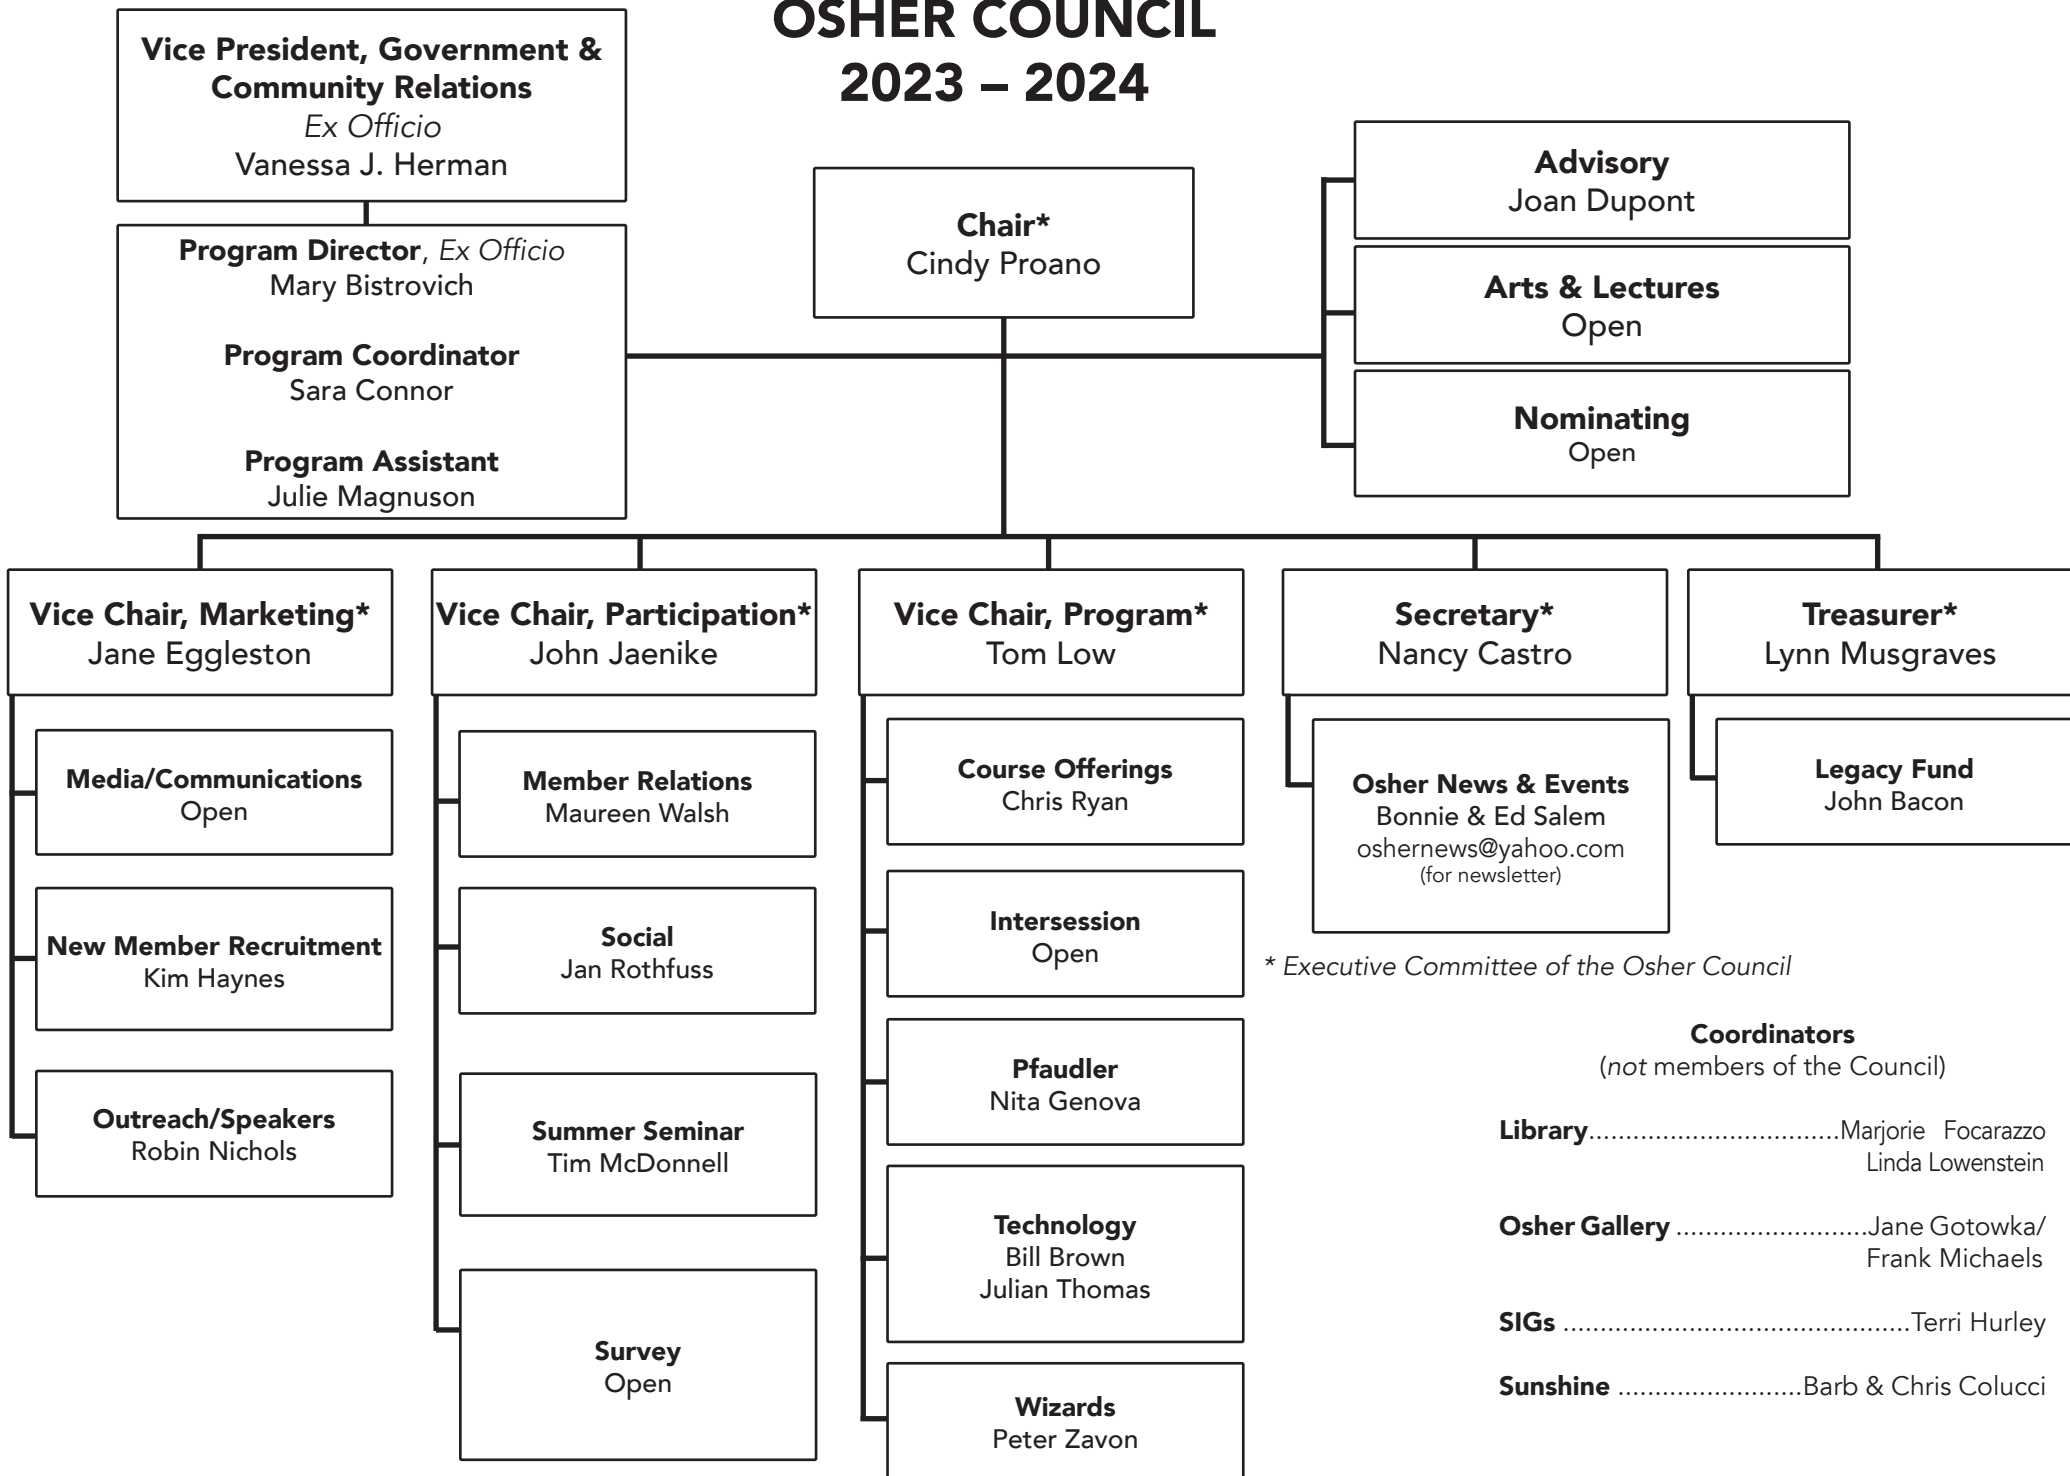 OSHER COUNCIL
2023 – 2024
Vice President, Government &
Community Relations
Ex Officio
Vanessa J. Herman
Program Director, Ex Officio
Mary Bistrovich
Program Coordinator
Sara Connor
Program Assistant
Julie Magnuson
Chair*
Cindy Proano
Advisory
Joan Dupont
Arts & Lectures
Open
Nominating
Open
Vice Chair, Marketing*
Jane Eggleston
Media/Communications
Open
New Member Recruitment
Kim Haynes
Outreach/Speakers
Robin Nichols
Vice Chair, Participation*
John Jaenike
Member Relations
Maureen Walsh
Social
Jan Rothfuss
Summer Seminar
Tim McDonnell
Survey
Open
Vice Chair, Program*
Tom Low
Course Offerings
Chris Ryan
Intersession
Open
Pfaudler
Nita Genova
Technology
Bill Brown
Julian Thomas
Wizards
Peter Zavon
Secretary*
Nancy Castro
Osher News & Events
Bonnie & Ed Salem
oshernews@yahoo.com
(for newsletter)
Treasurer*
Lynn Musgraves
Legacy Fund
John Bacon
* Executive Committee of the Osher Council
Coordinators
(not members of the Council)
Library..................................Marjorie Focarazzo
Linda Lowenstein
Osher Gallery .........................Jane Gotowka/
Frank Michaels
SIGs ..............................................Terri Hurley
Sunshine ........................Barb & Chris Colucci